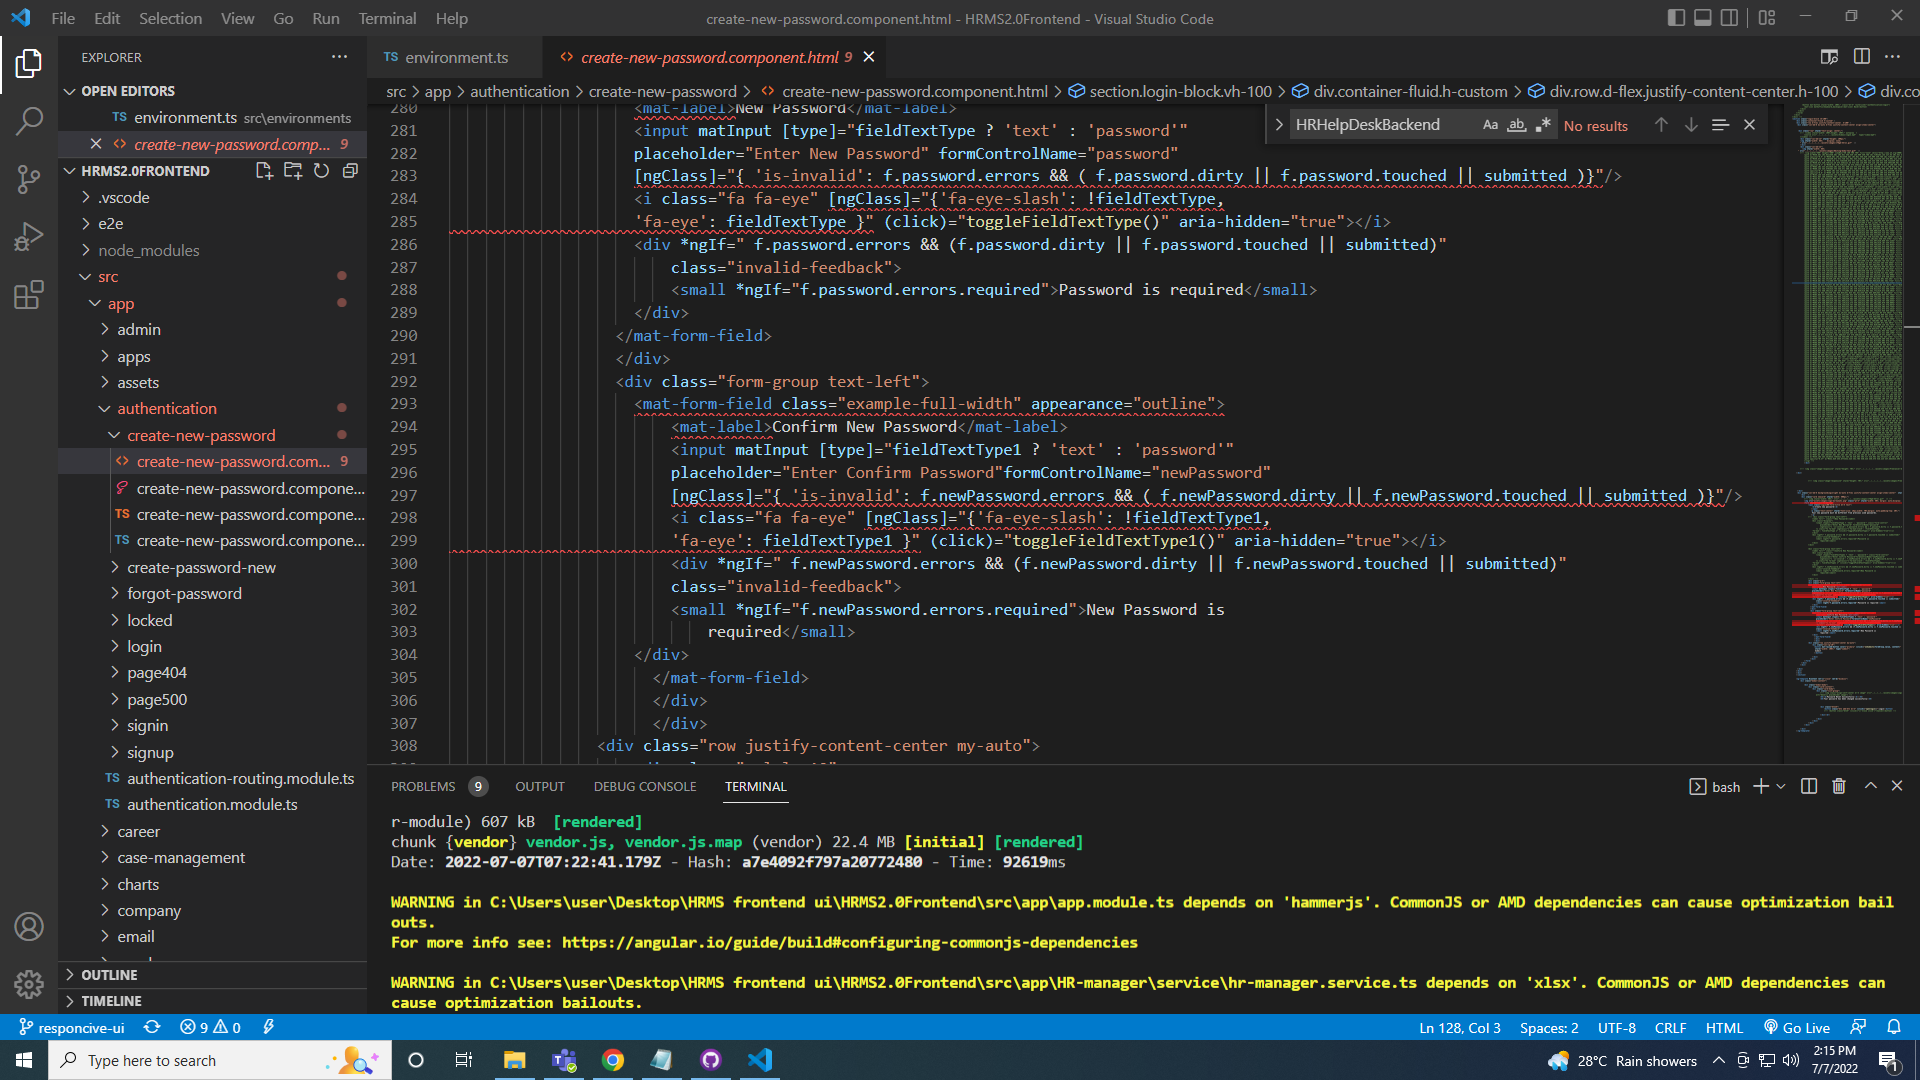 File Edit Selection View Go Run Terminal Help
create-new-password.component.html - HRMS2.0Frontend - Visual Studio Code
EXPLORER
OPEN EDITORS
TS environment.ts src\environments
create-new-password.comp... 9
HRMS2.0FRONTEND
.vscode
e2e
node_modules
src
app
admin
apps
assets
authentication
create-new-password
create-new-password.com... 9
create-new-password.compone...
TS create-new-password.compone...
TS create-new-password.compone...
create-password-new
forgot-password
locked
login
page404
page500
signin
signup
TS authentication-routing.module.ts
TS authentication.module.ts
career
case-management
charts
company
email
OUTLINE
TIMELINE
TS environment.ts
<> create-new-password.component.html 9
src > app > authentication > create-new-password > <> create-new-password.component.html > section.login-block.vh-100 > div.container-fluid.h-custom > div.row.d-flex.justify-content-center.h-100 > div.co
HRHelpDeskBackend Aa ab .* No results
280 <mat-label>New Password</mat-label>
281 <input matInput [type]="fieldTextType ? 'text' : 'password'"
282 placeholder="Enter New Password" formControlName="password"
283 [ngClass]="{ 'is-invalid': f.password.errors && ( f.password.dirty || f.password.touched || submitted )}"/>
284 <i class="fa fa-eye" [ngClass]="{'fa-eye-slash': !fieldTextType,
285 'fa-eye': fieldTextType }" (click)="toggleFieldTextType()" aria-hidden="true"></i>
286 <div *ngIf=" f.password.errors && (f.password.dirty || f.password.touched || submitted)"
287 class="invalid-feedback">
288 <small *ngIf="f.password.errors.required">Password is required</small>
289 </div>
290 </mat-form-field>
291 </div>
292 <div class="form-group text-left">
293 <mat-form-field class="example-full-width" appearance="outline">
294 <mat-label>Confirm New Password</mat-label>
295 <input matInput [type]="fieldTextType1 ? 'text' : 'password'"
296 placeholder="Enter Confirm Password"formControlName="newPassword"
297 [ngClass]="{ 'is-invalid': f.newPassword.errors && ( f.newPassword.dirty || f.newPassword.touched || submitted )}"/>
298 <i class="fa fa-eye" [ngClass]="{'fa-eye-slash': !fieldTextType1,
299 'fa-eye': fieldTextType1 }" (click)="toggleFieldTextType1()" aria-hidden="true"></i>
300 <div *ngIf=" f.newPassword.errors && (f.newPassword.dirty || f.newPassword.touched || submitted)"
301 class="invalid-feedback">
302 <small *ngIf="f.newPassword.errors.required">New Password is
303 required</small>
304 </div>
305 </mat-form-field>
306 </div>
307 </div>
308 <div class="row justify-content-center my-auto">
PROBLEMS 9 OUTPUT DEBUG CONSOLE TERMINAL
bash
r-module) 607 kB [rendered]
chunk {vendor} vendor.js, vendor.js.map (vendor) 22.4 MB [initial] [rendered]
Date: 2022-07-07T07:22:41.179Z - Hash: a7e4092f797a20772480 - Time: 92619ms
WARNING in C:\Users\user\Desktop\HRMS frontend ui\HRMS2.0Frontend\src\app\app.module.ts depends on 'hammerjs'. CommonJS or AMD dependencies can cause optimization bail
outs.
For more info see: https://angular.io/guide/build#configuring-commonjs-dependencies
WARNING in C:\Users\user\Desktop\HRMS frontend ui\HRMS2.0Frontend\src\app\HR-manager\service\hr-manager.service.ts depends on 'xlsx'. CommonJS or AMD dependencies can
cause optimization bailouts.
responcive-ui 9 0
Ln 128, Col 3 Spaces: 2 UTF-8 CRLF HTML Go Live
Type here to search
28°C Rain showers
2:15 PM
7/7/2022
1